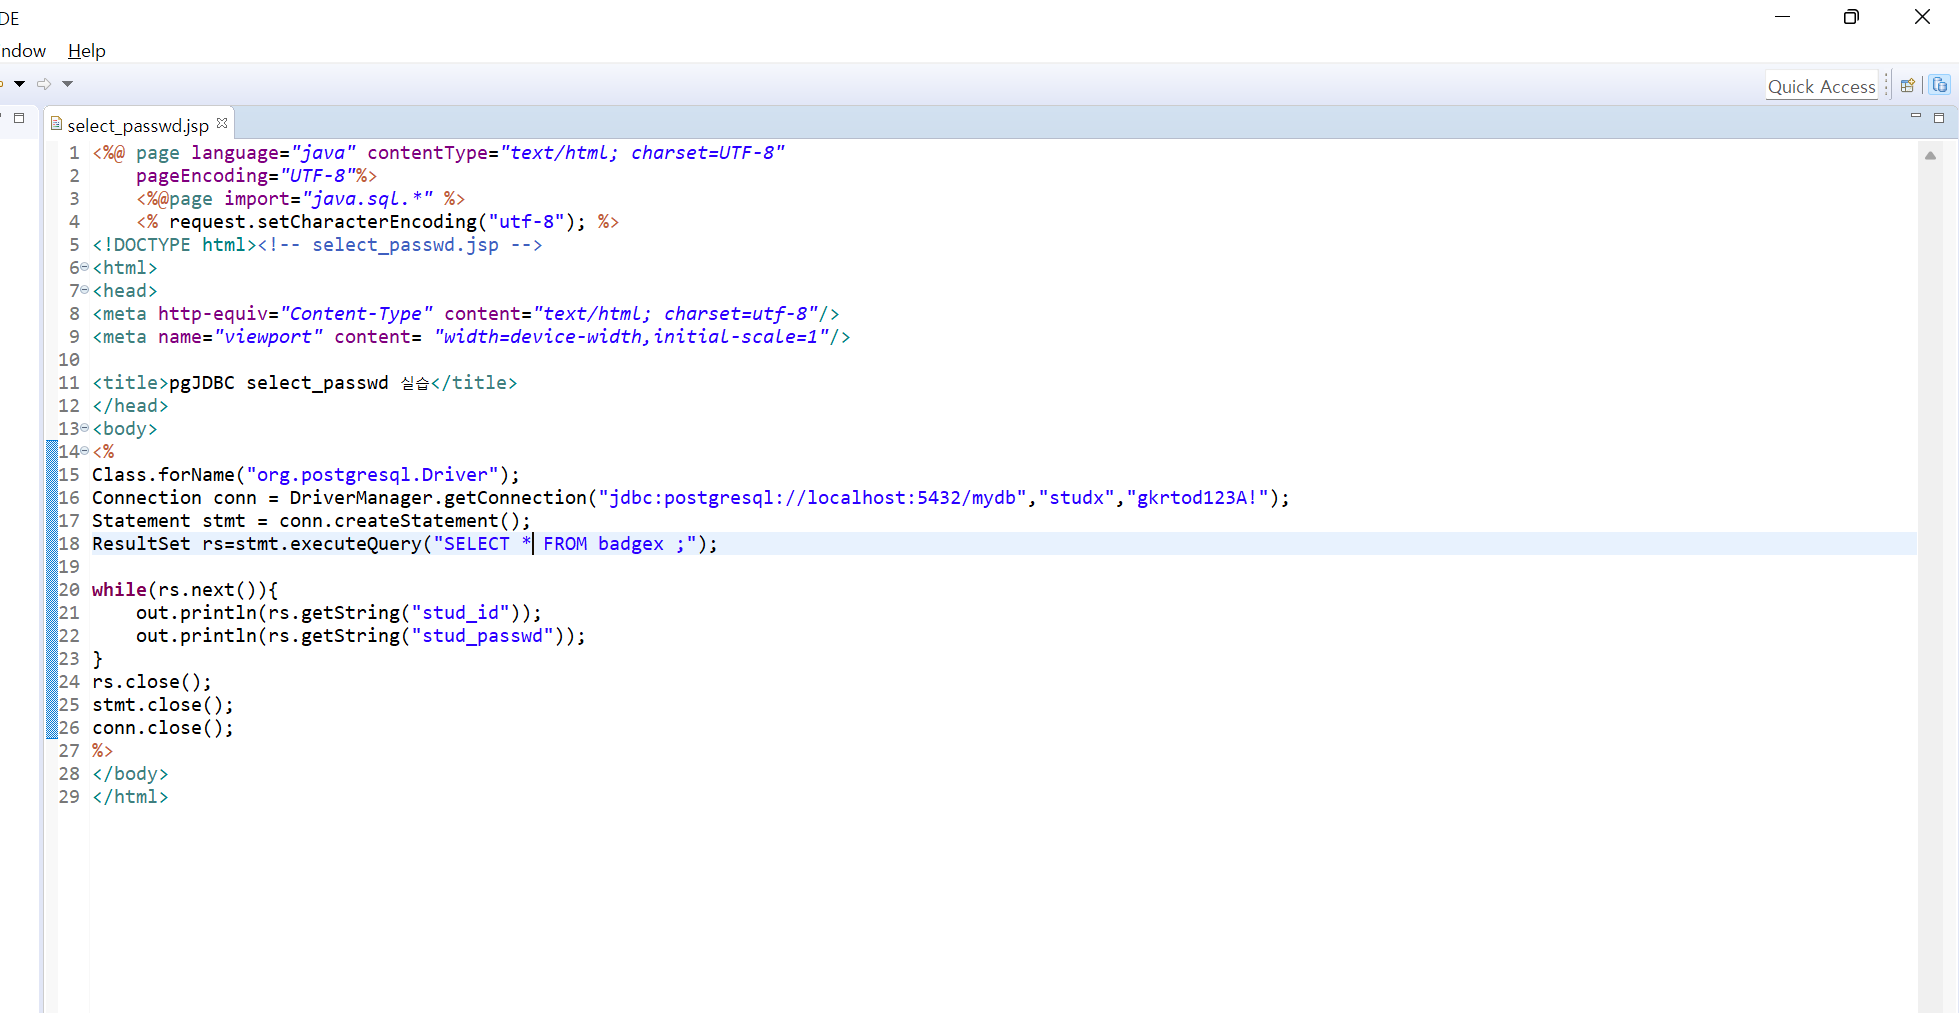 DE
ndow Help
Quick Access
select_passwd.jsp
1 <%@ page language="java" contentType="text/html; charset=UTF-8"
2     pageEncoding="UTF-8"%>
3     <%@page import="java.sql.*" %>
4     <% request.setCharacterEncoding("utf-8"); %>
5 <!DOCTYPE html><!-- select_passwd.jsp -->
6 <html>
7 <head>
8 <meta http-equiv="Content-Type" content="text/html; charset=utf-8"/>
9 <meta name="viewport" content= "width=device-width,initial-scale=1"/>
10
11 <title>pgJDBC select_passwd 실습</title>
12 </head>
13 <body>
14 <%
15 Class.forName("org.postgresql.Driver");
16 Connection conn = DriverManager.getConnection("jdbc:postgresql://localhost:5432/mydb","studx","gkrtod123A!");
17 Statement stmt = conn.createStatement();
18 ResultSet rs=stmt.executeQuery("SELECT * FROM badgex ;");
19
20 while(rs.next()){
21     out.println(rs.getString("stud_id"));
22     out.println(rs.getString("stud_passwd"));
23 }
24 rs.close();
25 stmt.close();
26 conn.close();
27 %>
28 </body>
29 </html>